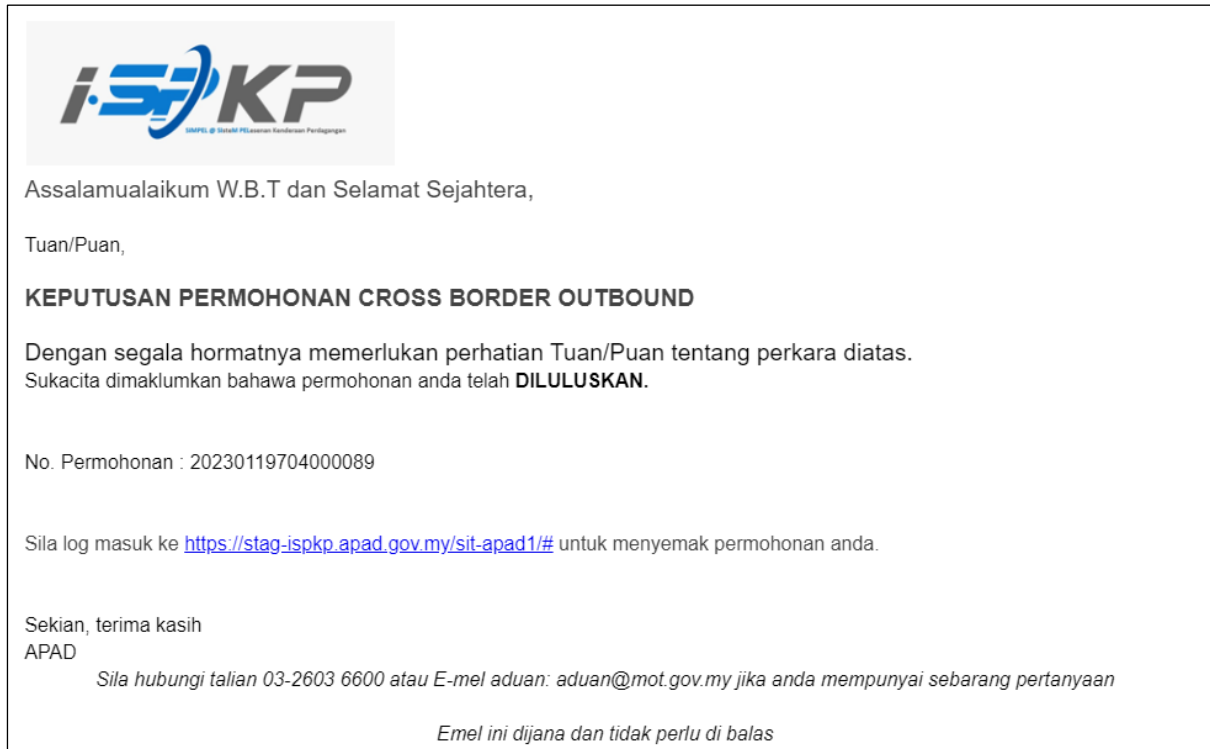 i.SPKP
SIMPEL @ SisteM PELesenan Kenderaan Perdagangan
Assalamualaikum W.B.T dan Selamat Sejahtera,
Tuan/Puan,
KEPUTUSAN PERMOHONAN CROSS BORDER OUTBOUND
Dengan segala hormatnya memerlukan perhatian Tuan/Puan tentang perkara diatas.
Sukacita dimaklumkan bahawa permohonan anda telah DILULUSKAN.
No. Permohonan : 20230119704000089
Sila log masuk ke https://stag-ispkp.apad.gov.my/sit-apad1/# untuk menyemak permohonan anda.
Sekian, terima kasih
APAD
Sila hubungi talian 03-2603 6600 atau E-mel aduan: aduan@mot.gov.my jika anda mempunyai sebarang pertanyaan
Emel ini dijana dan tidak perlu di balas